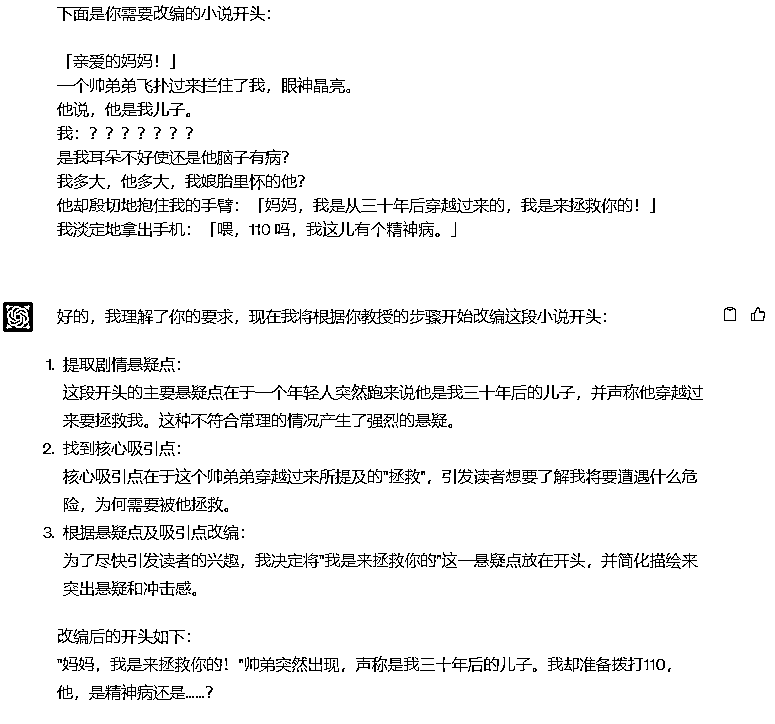 下面是你需要改编的小说开头：
「亲爱的妈妈！」
一个帅弟弟飞扑过来拦住了我，眼神晶亮。
他说，他是我儿子。
我：？？？？？？？
是我耳朵不好使还是他脑子有病？
我多大，他多大，我娘胎里怀的他？
他却殷切地抱住我的手臂：「妈妈，我是从三十年后穿越过来的，我是来拯救你的！」
我淡定地拿出手机：「喂，110 吗，我这儿有个精神病。」
好的，我理解了你的要求，现在我将根据你教授的步骤开始改编这段小说开头：
1. 提取剧情悬疑点：
这段开头的主要悬疑点在于一个年轻人突然跑来说他是我三十年后的儿子，并声称他穿越过
来要拯救我。这种不符合常理的情况产生了强烈的悬疑。
2. 找到核心吸引点：
核心吸引点在于这个帅弟弟穿越过来所提及的"拯救"，引发读者想要了解我将要遭遇什么危
险，为何需要被他拯救。
3. 根据悬疑点及吸引点改编：
为了尽快引发读者的兴趣，我决定将"我是来拯救你的"这一悬疑点放在开头，并简化描绘来
突出悬疑和冲击感。
改编后的开头如下：
"妈妈，我是来拯救你的！"帅弟突然出现，声称是我三十年后的儿子。我却准备拨打110，
他，是精神病还是......?